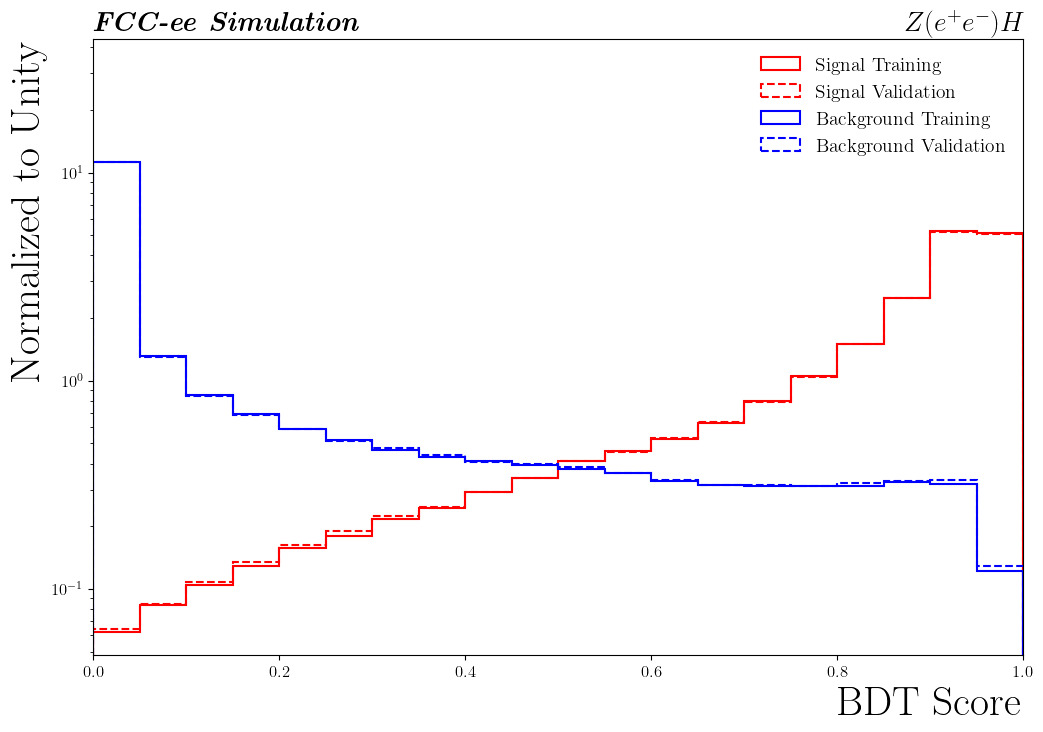 FCC-ee Simulation
Z(e⁺e⁻)H
Normalized to Unity
Signal Training
Signal Validation
Background Training
Background Validation
10¹
10⁰
10⁻¹
0.0 0.2 0.4 0.6 0.8 1.0
BDT Score